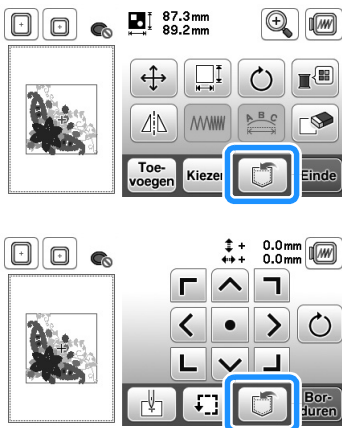 87.3mm
89.2mm
A B C
Toe-
voegen
Kiezen
Einde
+ 0.0mm
+ 0.0mm
Bor-
duren